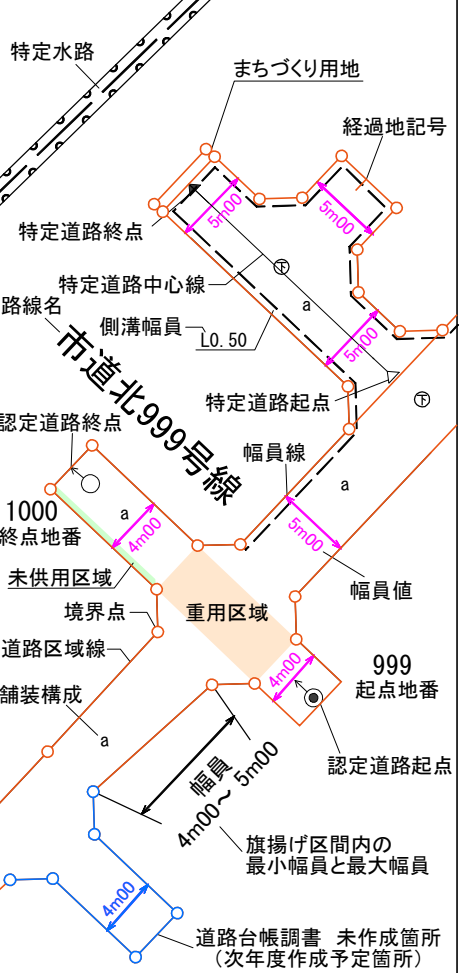 特定水路
まちづくり用地
経過地記号
5m00
5m00
特定道路終点
下
特定道路中心線
a
路線名
側溝幅員
L0.50
5m00
市道北999号線
特定道路起点
下
認定道路終点
幅員線
a
1000
終点地番
a
4m00
5m00
未供用区域
幅員値
境界点
重用区域
道路区域線
4m00
999
起点地番
舗装構成
a
認定道路起点
幅員
4m00~5m00
旗揚げ区間内の
最小幅員と最大幅員
4m00
道路台帳調書 未作成箇所
(次年度作成予定箇所)